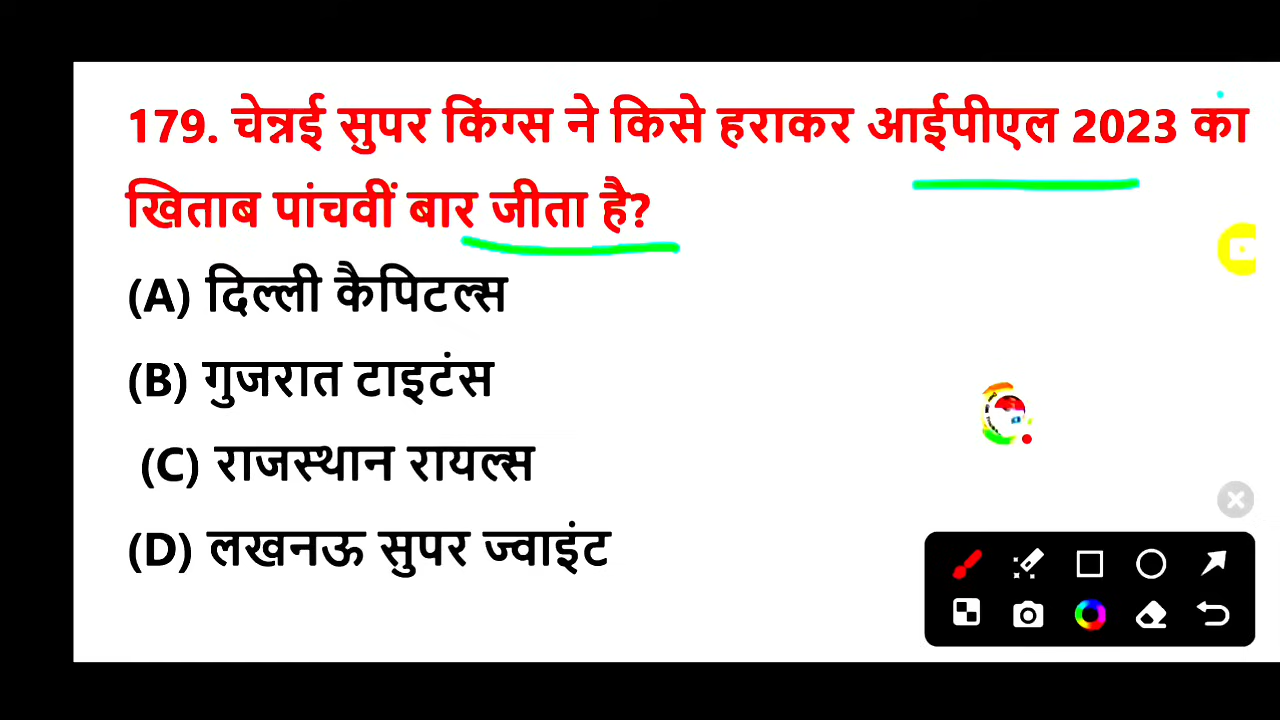 179. चेन्नई सुपर किंग्स ने किसे हराकर आईपीएल 2023 का
खिताब पांचवीं बार जीता है?
(A) दिल्ली कैपिटल्स
(B) गुजरात टाइटंस
(C) राजस्थान रायल्स
(D) लखनऊ सुपर ज्वाइंट